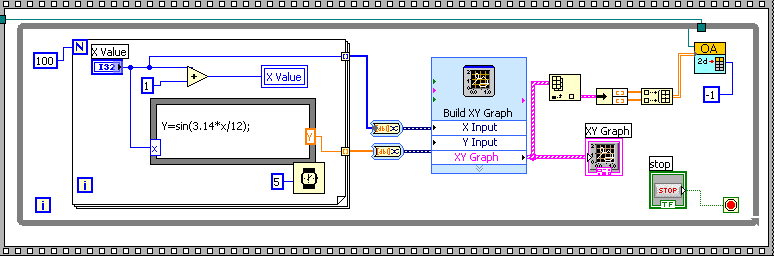 100
N
X Value
I32
1
+
X Value
Y=sin(3.14*x/12);
X
Y
5
i
i
Build XY Graph
X Input
Y Input
XY Graph
XY Graph
OA
2d
-1
stop
STOP
TF